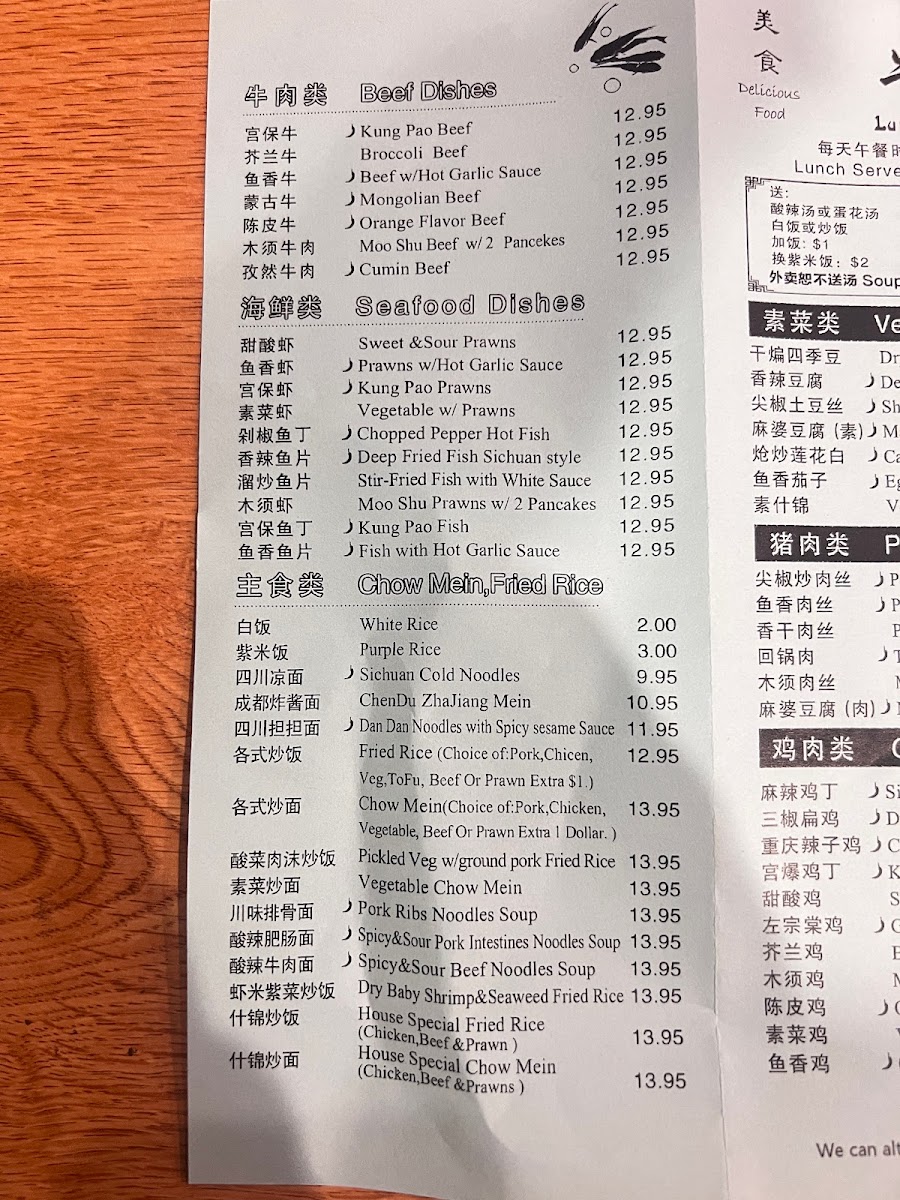 牛肉类 Beef Dishes
宫保牛 Kung Pao Beef 12.95
芥兰牛 Broccoli Beef 12.95
鱼香牛 Beef w/Hot Garlic Sauce 12.95
蒙古牛 Mongolian Beef 12.95
陈皮牛 Orange Flavor Beef 12.95
木须牛肉 Moo Shu Beef w/ 2 Pancekes 12.95
孜然牛肉 Cumin Beef 12.95
海鲜类 Seafood Dishes
甜酸虾 Sweet &Sour Prawns 12.95
鱼香虾 Prawns w/Hot Garlic Sauce 12.95
宫保虾 Kung Pao Prawns 12.95
素菜虾 Vegetable w/ Prawns 12.95
剁椒鱼丁 Chopped Pepper Hot Fish 12.95
香辣鱼片 Deep Fried Fish Sichuan style 12.95
溜炒鱼片 Stir-Fried Fish with White Sauce 12.95
木须虾 Moo Shu Prawns w/ 2 Pancakes 12.95
宫保鱼丁 Kung Pao Fish 12.95
鱼香鱼片 Fish with Hot Garlic Sauce 12.95
主食类 Chow Mein,Fried Rice
白饭 White Rice 2.00
紫米饭 Purple Rice 3.00
四川凉面 Sichuan Cold Noodles 9.95
成都炸酱面 ChenDu ZhaJiang Mein 10.95
四川担担面 Dan Dan Noodles with Spicy sesame Sauce 11.95
各式炒饭 Fried Rice (Choice of:Pork,Chicen, 12.95
Veg,ToFu, Beef Or Prawn Extra $1.)
各式炒面 Chow Mein(Choice of:Pork,Chicken, 13.95
Vegetable, Beef Or Prawn Extra 1 Dollar. )
酸菜肉沫炒饭 Pickled Veg w/ground pork Fried Rice 13.95
素菜炒面 Vegetable Chow Mein 13.95
川味排骨面 Pork Ribs Noodles Soup 13.95
酸辣肥肠面 Spicy&Sour Pork Intestines Noodles Soup 13.95
酸辣牛肉面 Spicy&Sour Beef Noodles Soup 13.95
虾米紫菜炒饭 Dry Baby Shrimp&Seaweed Fried Rice 13.95
什锦炒饭 House Special Fried Rice
(Chicken,Beef &Prawn ) 13.95
什锦炒面 House Special Chow Mein
(Chicken,Beef &Prawns ) 13.95
美
食
Delicious
Food
Lu
每天午餐时
Lunch Serve
送:
酸辣汤或蛋花汤
白饭或炒饭
加饭: $1
换紫米饭: $2
外卖恕不送汤 Soup
素菜类 Ve
干煸四季豆 Dr
香辣豆腐 De
尖椒土豆丝 Sh
麻婆豆腐 (素) M
炝炒莲花白 Ca
鱼香茄子 Eg
素什锦 V
猪肉类 P
尖椒炒肉丝 P
鱼香肉丝 P
香干肉丝 P
回锅肉 T
木须肉丝 M
麻婆豆腐 (肉)
鸡肉类 C
麻辣鸡丁 Si
三椒扁鸡 D
重庆辣子鸡 C
宫爆鸡丁 K
甜酸鸡 S
左宗棠鸡 G
芥兰鸡
木须鸡
陈皮鸡
素菜鸡
鱼香鸡
We can alt